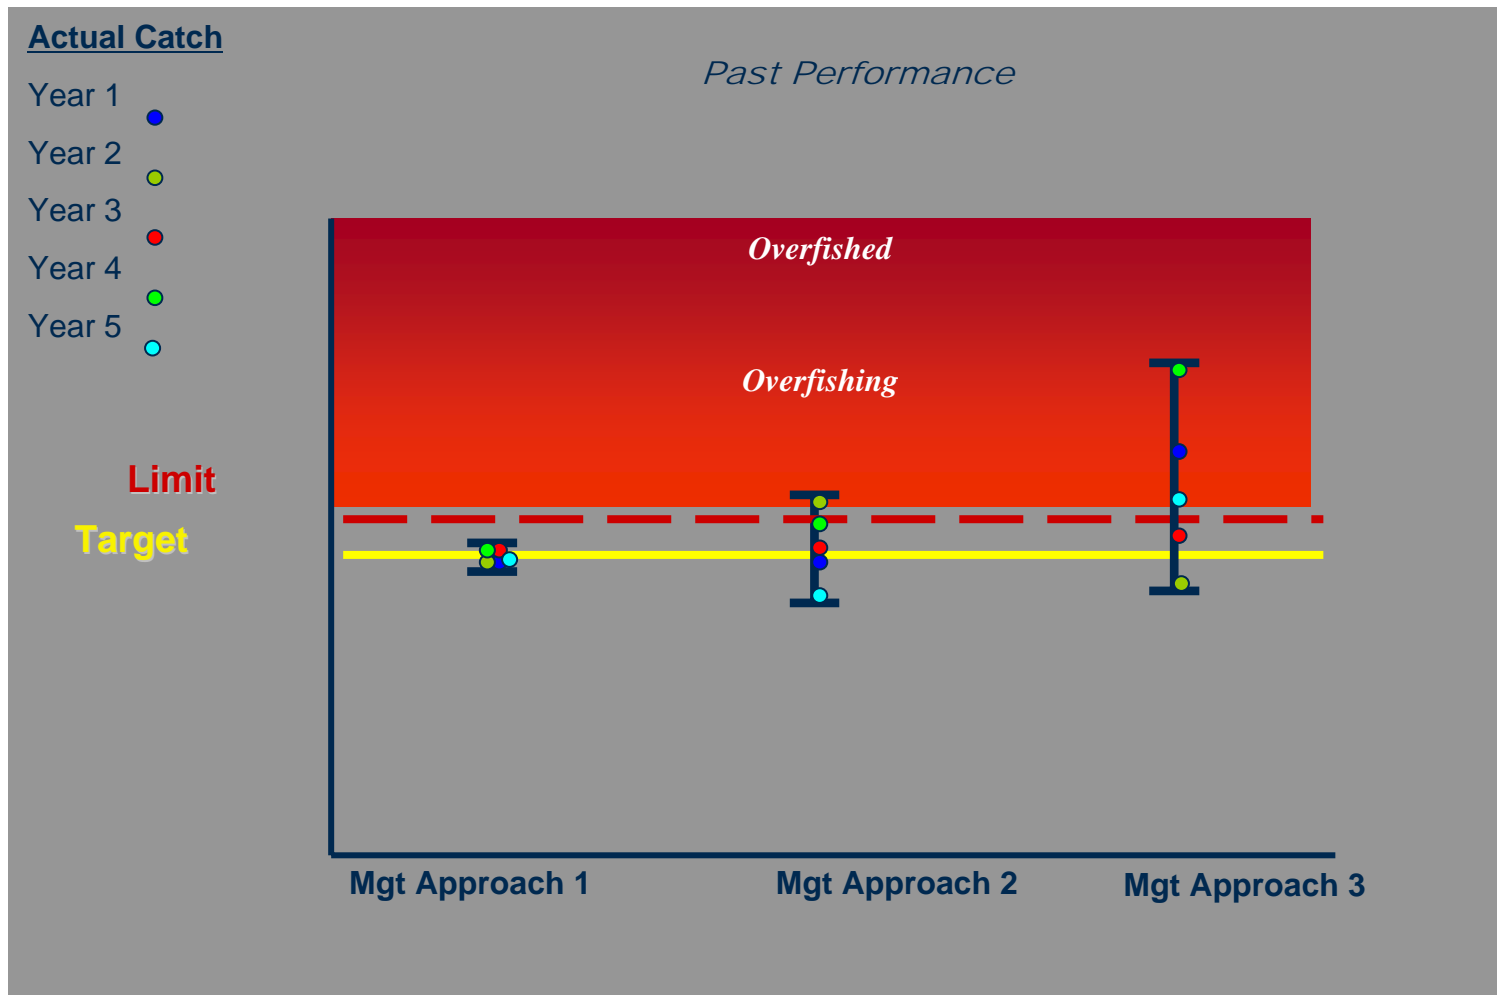 Actual Catch
Past Performance
Year 1
Year 2
Year 3
Year 4
Year 5
Overfished
Overfishing
Limit
Target
Mgt Approach 1
Mgt Approach 2
Mgt Approach 3